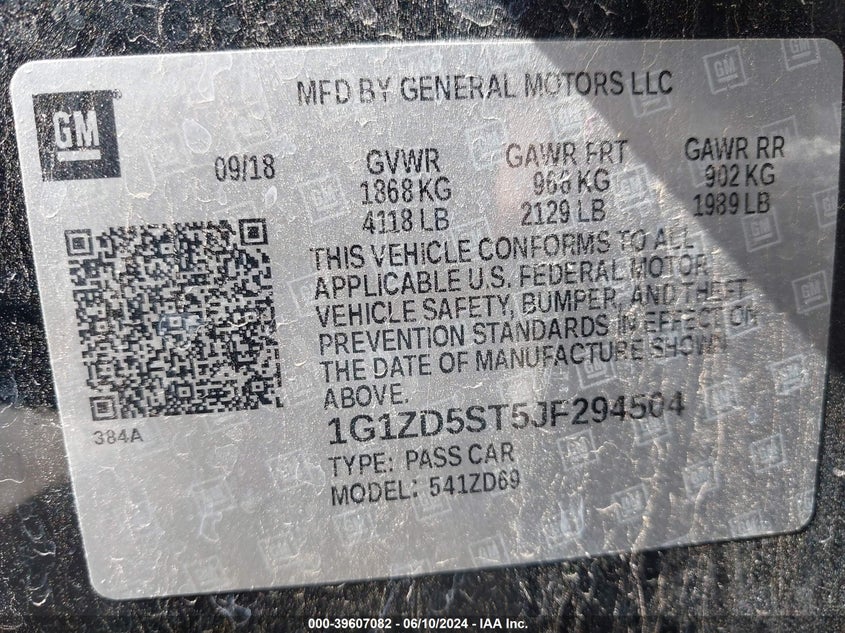 MFD BY GENERAL MOTORS LLC
GM
09/18
GVWR
1868 KG
4118 LB
GAWR FRT
966 KG
2129 LB
GAWR RR
902 KG
1989 LB
THIS VEHICLE CONFORMS TO ALL
APPLICABLE U.S. FEDERAL MOTOR
VEHICLE SAFETY, BUMPER, AND THEFT
PREVENTION STANDARDS IN EFFECT ON
THE DATE OF MANUFACTURE SHOWN
ABOVE.
384A
1G1ZD5ST5JF294504
TYPE: PASS CAR
MODEL: 541ZD69
000-39607082 - 06/10/2024 - IAA Inc.